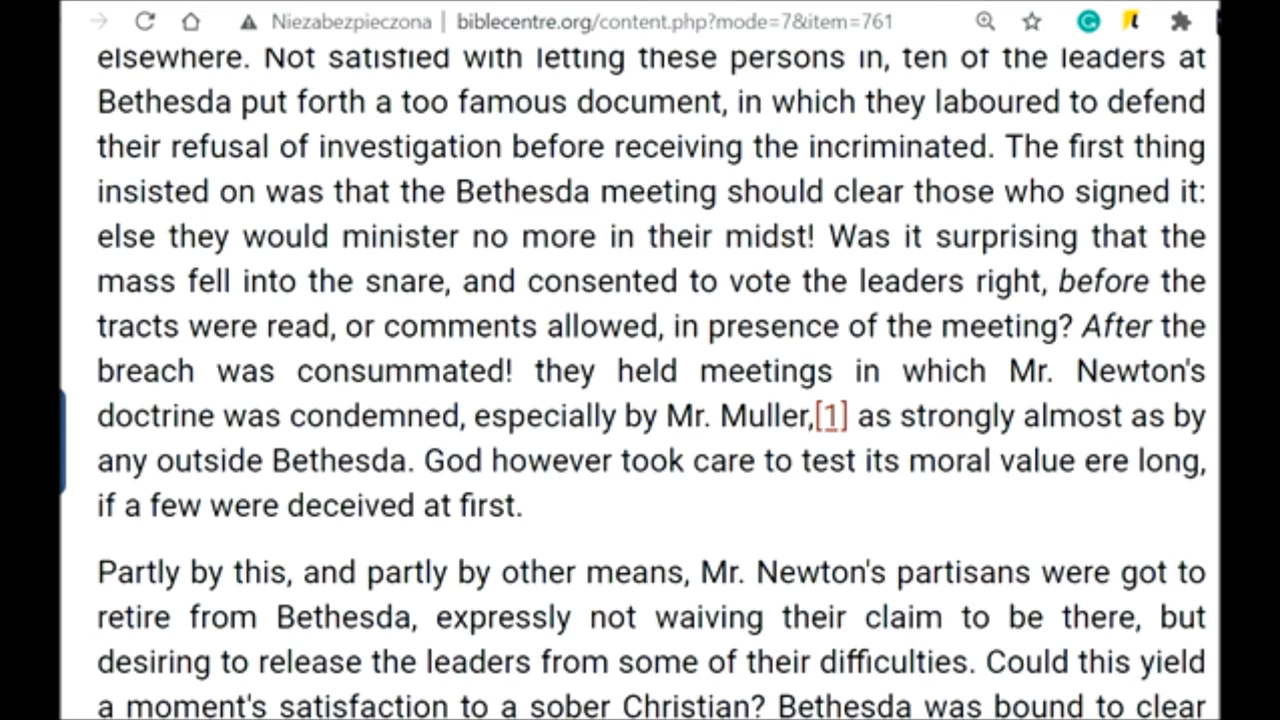 Niezabezpieczona | biblecentre.org/content.php?mode=7&item=761
elsewhere. Not satisfied with letting these persons in, ten of the leaders at
Bethesda put forth a too famous document, in which they laboured to defend
their refusal of investigation before receiving the incriminated. The first thing
insisted on was that the Bethesda meeting should clear those who signed it:
else they would minister no more in their midst! Was it surprising that the
mass fell into the snare, and consented to vote the leaders right, before the
tracts were read, or comments allowed, in presence of the meeting? After the
breach was consummated! they held meetings in which Mr. Newton's
doctrine was condemned, especially by Mr. Muller,[1] as strongly almost as by
any outside Bethesda. God however took care to test its moral value ere long,
if a few were deceived at first.
Partly by this, and partly by other means, Mr. Newton's partisans were got to
retire from Bethesda, expressly not waiving their claim to be there, but
desiring to release the leaders from some of their difficulties. Could this yield
a moment's satisfaction to a sober Christian? Bethesda was bound to clear